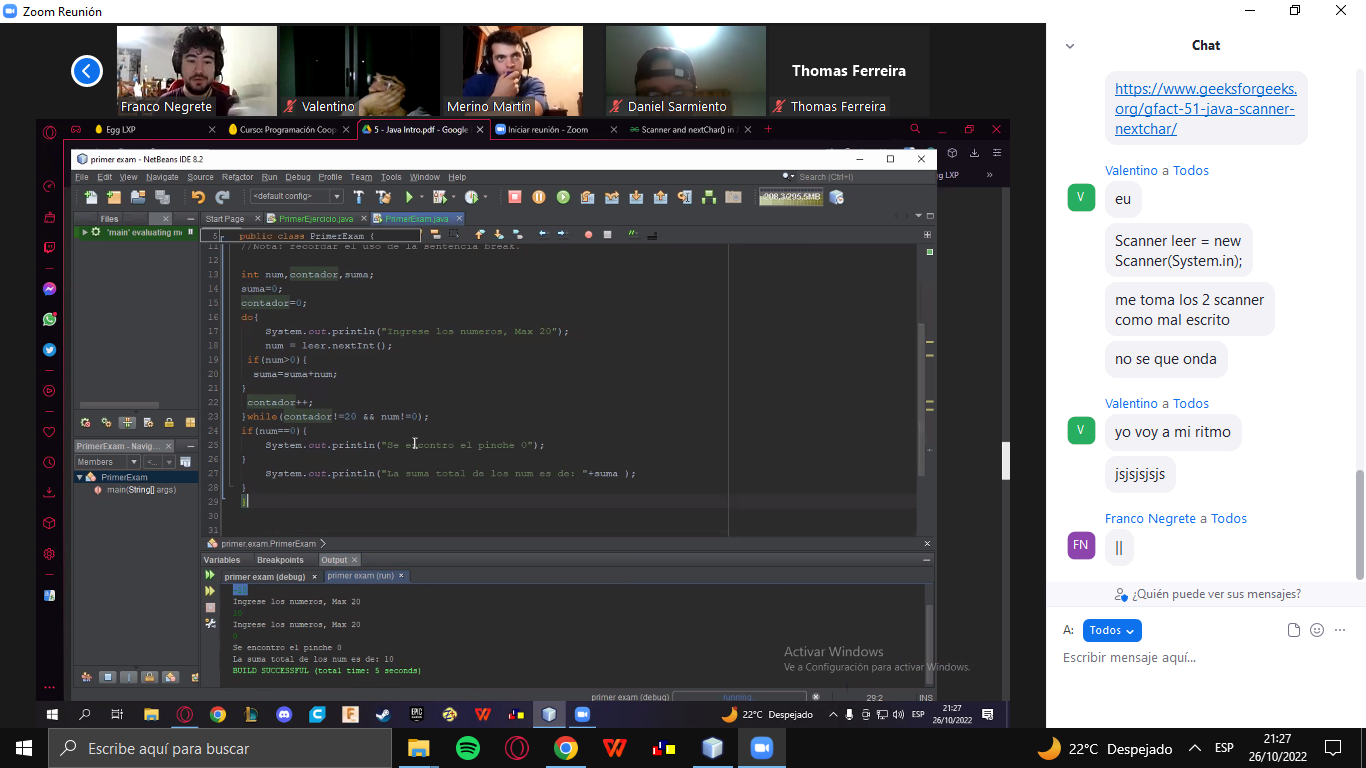 Zoom Reunión
Franco Negrete
Valentino
Merino Martin
Daniel Sarmiento
Thomas Ferreira
Thomas Ferreira
Egg LXP
Curso: Programación Coop
5 - Java Intro.pdf - Google
Iniciar reunión - Zoom
Scanner and nextChar() in J
gg LXP
primer exam - NetBeans IDE 8.2
File Edit View Navigate Source Refactor Run Debug Profile Team Tools Window Help
Search (Ctrl+I)
<default config>
208,3/295,5MB
Files
Start Page
PrimerEjercicio.java
PrimerExam.java
'main' evaluating me
5
public class PrimerExam {
11 //Nota: recordar el uso de la sentencia break.
12
13 int num,contador,suma;
14 suma=0;
15 contador=0;
16 do{
17 System.out.println("Ingrese los numeros, Max 20");
18 num = leer.nextInt();
19 if(num>0){
20 suma=suma+num;
21 }
22 contador++;
23 }while(contador!=20 && num!=0);
24 if(num==0){
25 System.out.println("Se encontro el pinche 0");
26 }
27 System.out.println("La suma total de los num es de: "+suma );
28 }
29 }
30
31
PrimerExam - Navig...
Members
<...
PrimerExam
main(String[] args)
primer.exam.PrimerExam
Variables
Breakpoints
Output
primer exam (debug)
primer exam (run)
Ingrese los numeros, Max 20
10
Ingrese los numeros, Max 20
0
Se encontro el pinche 0
La suma total de los num es de: 10
BUILD SUCCESSFUL (total time: 5 seconds)
Activar Windows
Ve a Configuración para activar Windows.
primer exam (debug)
running...
29:2
INS
22°C Despejado
ESP
21:27
26/10/2022
Chat
https://www.geeksforgeeks.
org/gfact-51-java-scanner-
nextchar/
Valentino a Todos
V
eu
Scanner leer = new
Scanner(System.in);
me toma los 2 scanner
como mal escrito
no se que onda
Valentino a Todos
V
yo voy a mi ritmo
jsjsjsjsjs
Franco Negrete a Todos
FN
||
¿Quién puede ver sus mensajes?
A: Todos
Escribir mensaje aquí...
Escribe aquí para buscar
22°C Despejado
ESP
21:27
26/10/2022